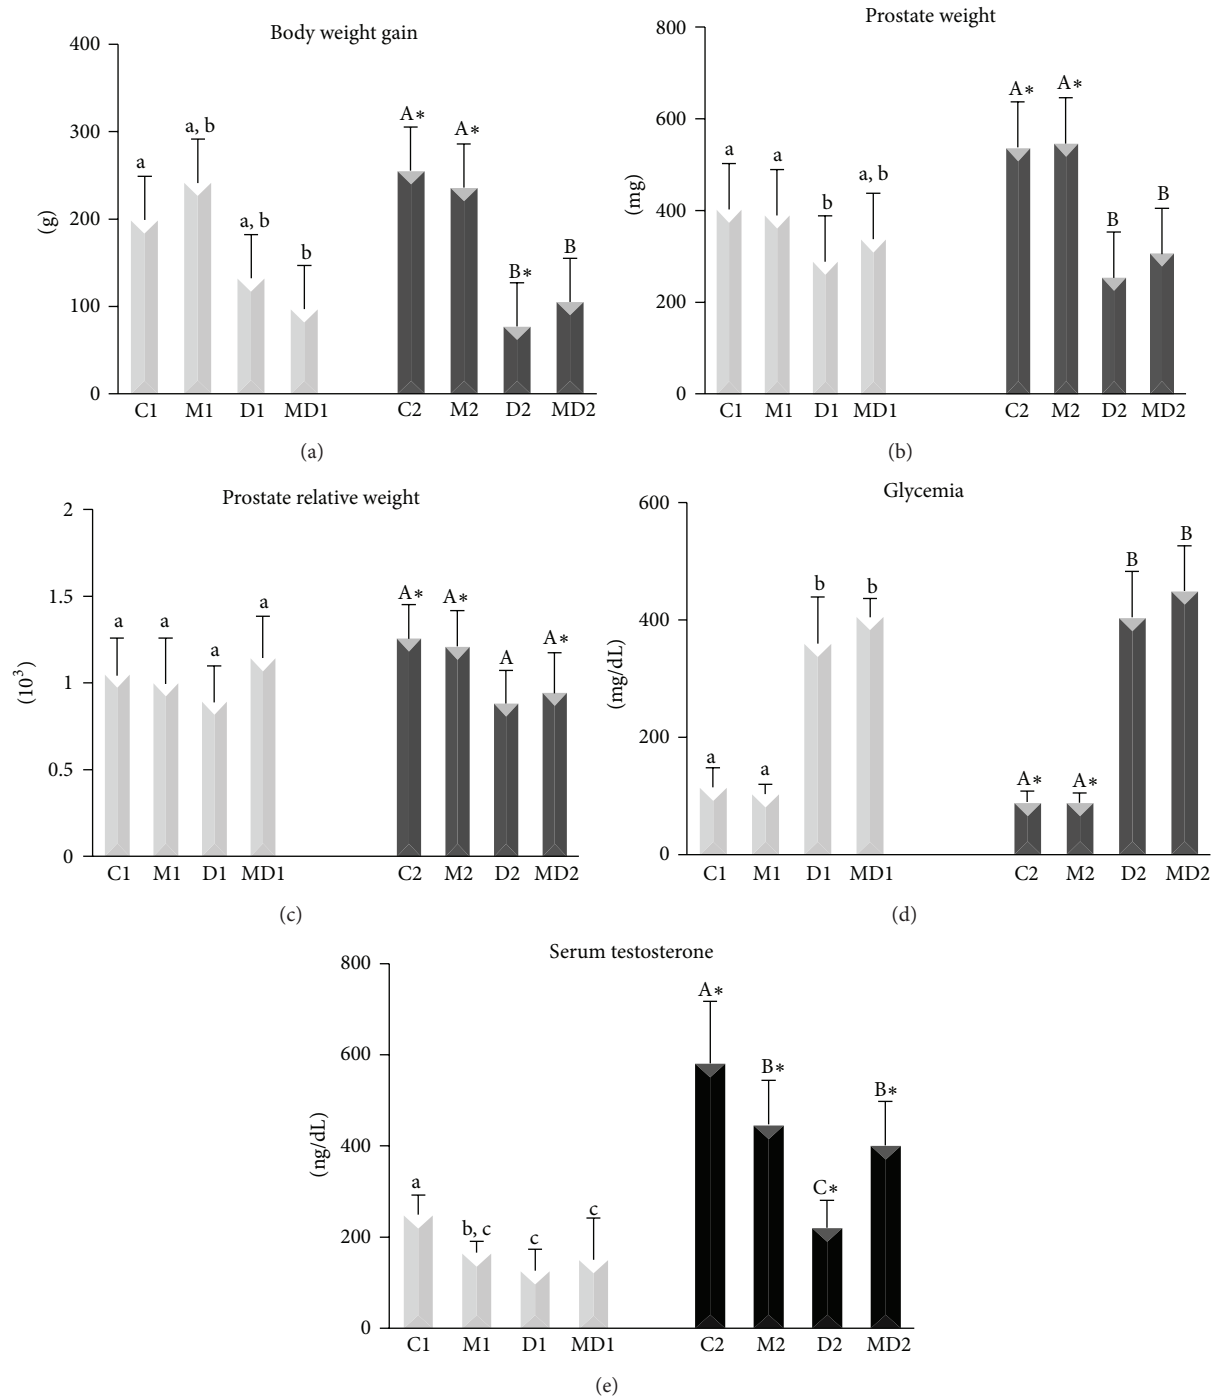 Body weight gain
400
300
200
100
0
(g)
a
a, b
a, b
b
A*
A*
B*
B
C1 M1 D1 MD1 C2 M2 D2 MD2
(a)
Prostate weight
800
600
400
200
0
(mg)
a
a
b
a, b
A*
A*
B
B
C1 M1 D1 MD1 C2 M2 D2 MD2
(b)
Prostate relative weight
2
1.5
1
0.5
0
(10³)
a
a
a
a
A*
A*
A
A*
C1 M1 D1 MD1 C2 M2 D2 MD2
(c)
Glycemia
600
400
200
0
(mg/dL)
a
a
b
b
A*
A*
B
B
C1 M1 D1 MD1 C2 M2 D2 MD2
(d)
Serum testosterone
800
600
400
200
0
(ng/dL)
a
b, c
c
c
A*
B*
C*
B*
C1 M1 D1 MD1 C2 M2 D2 MD2
(e)